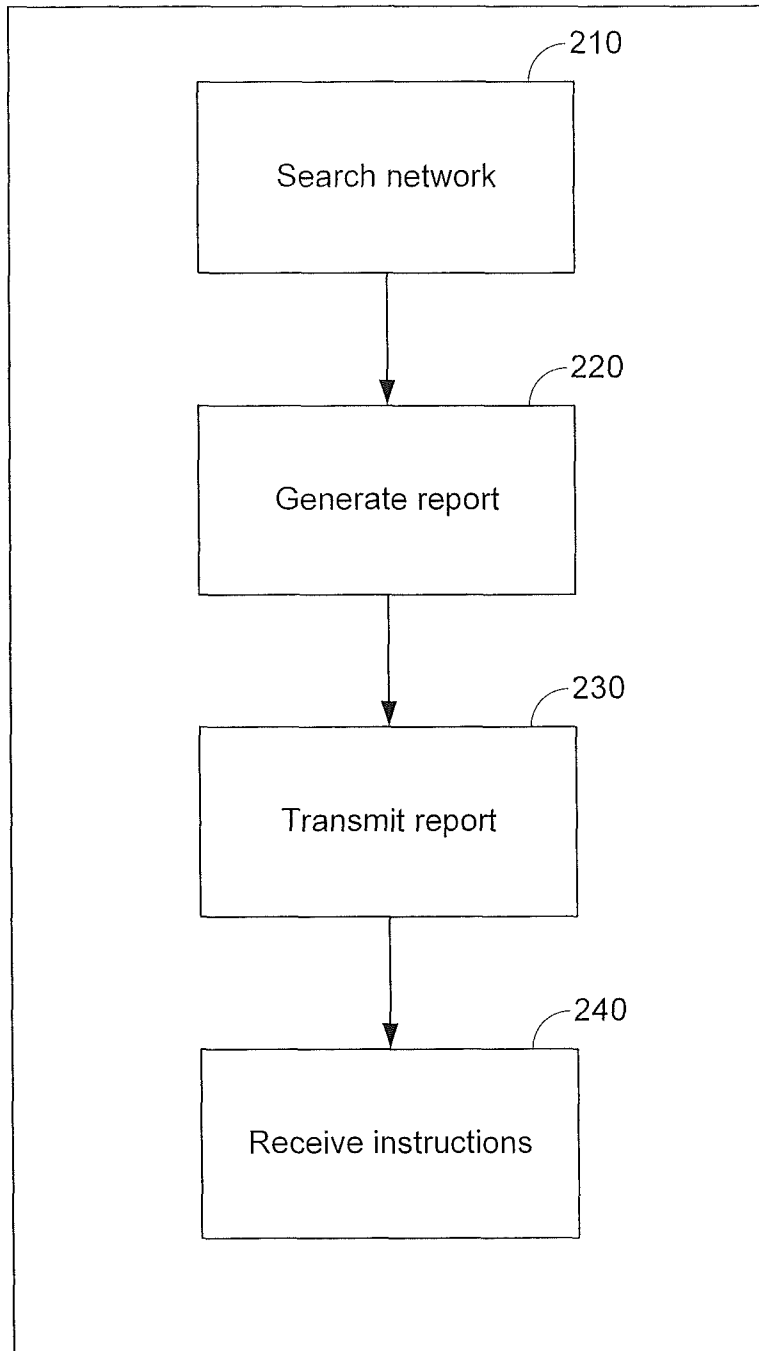 210
Search network
220
Generate report
230
Transmit report
240
Receive instructions